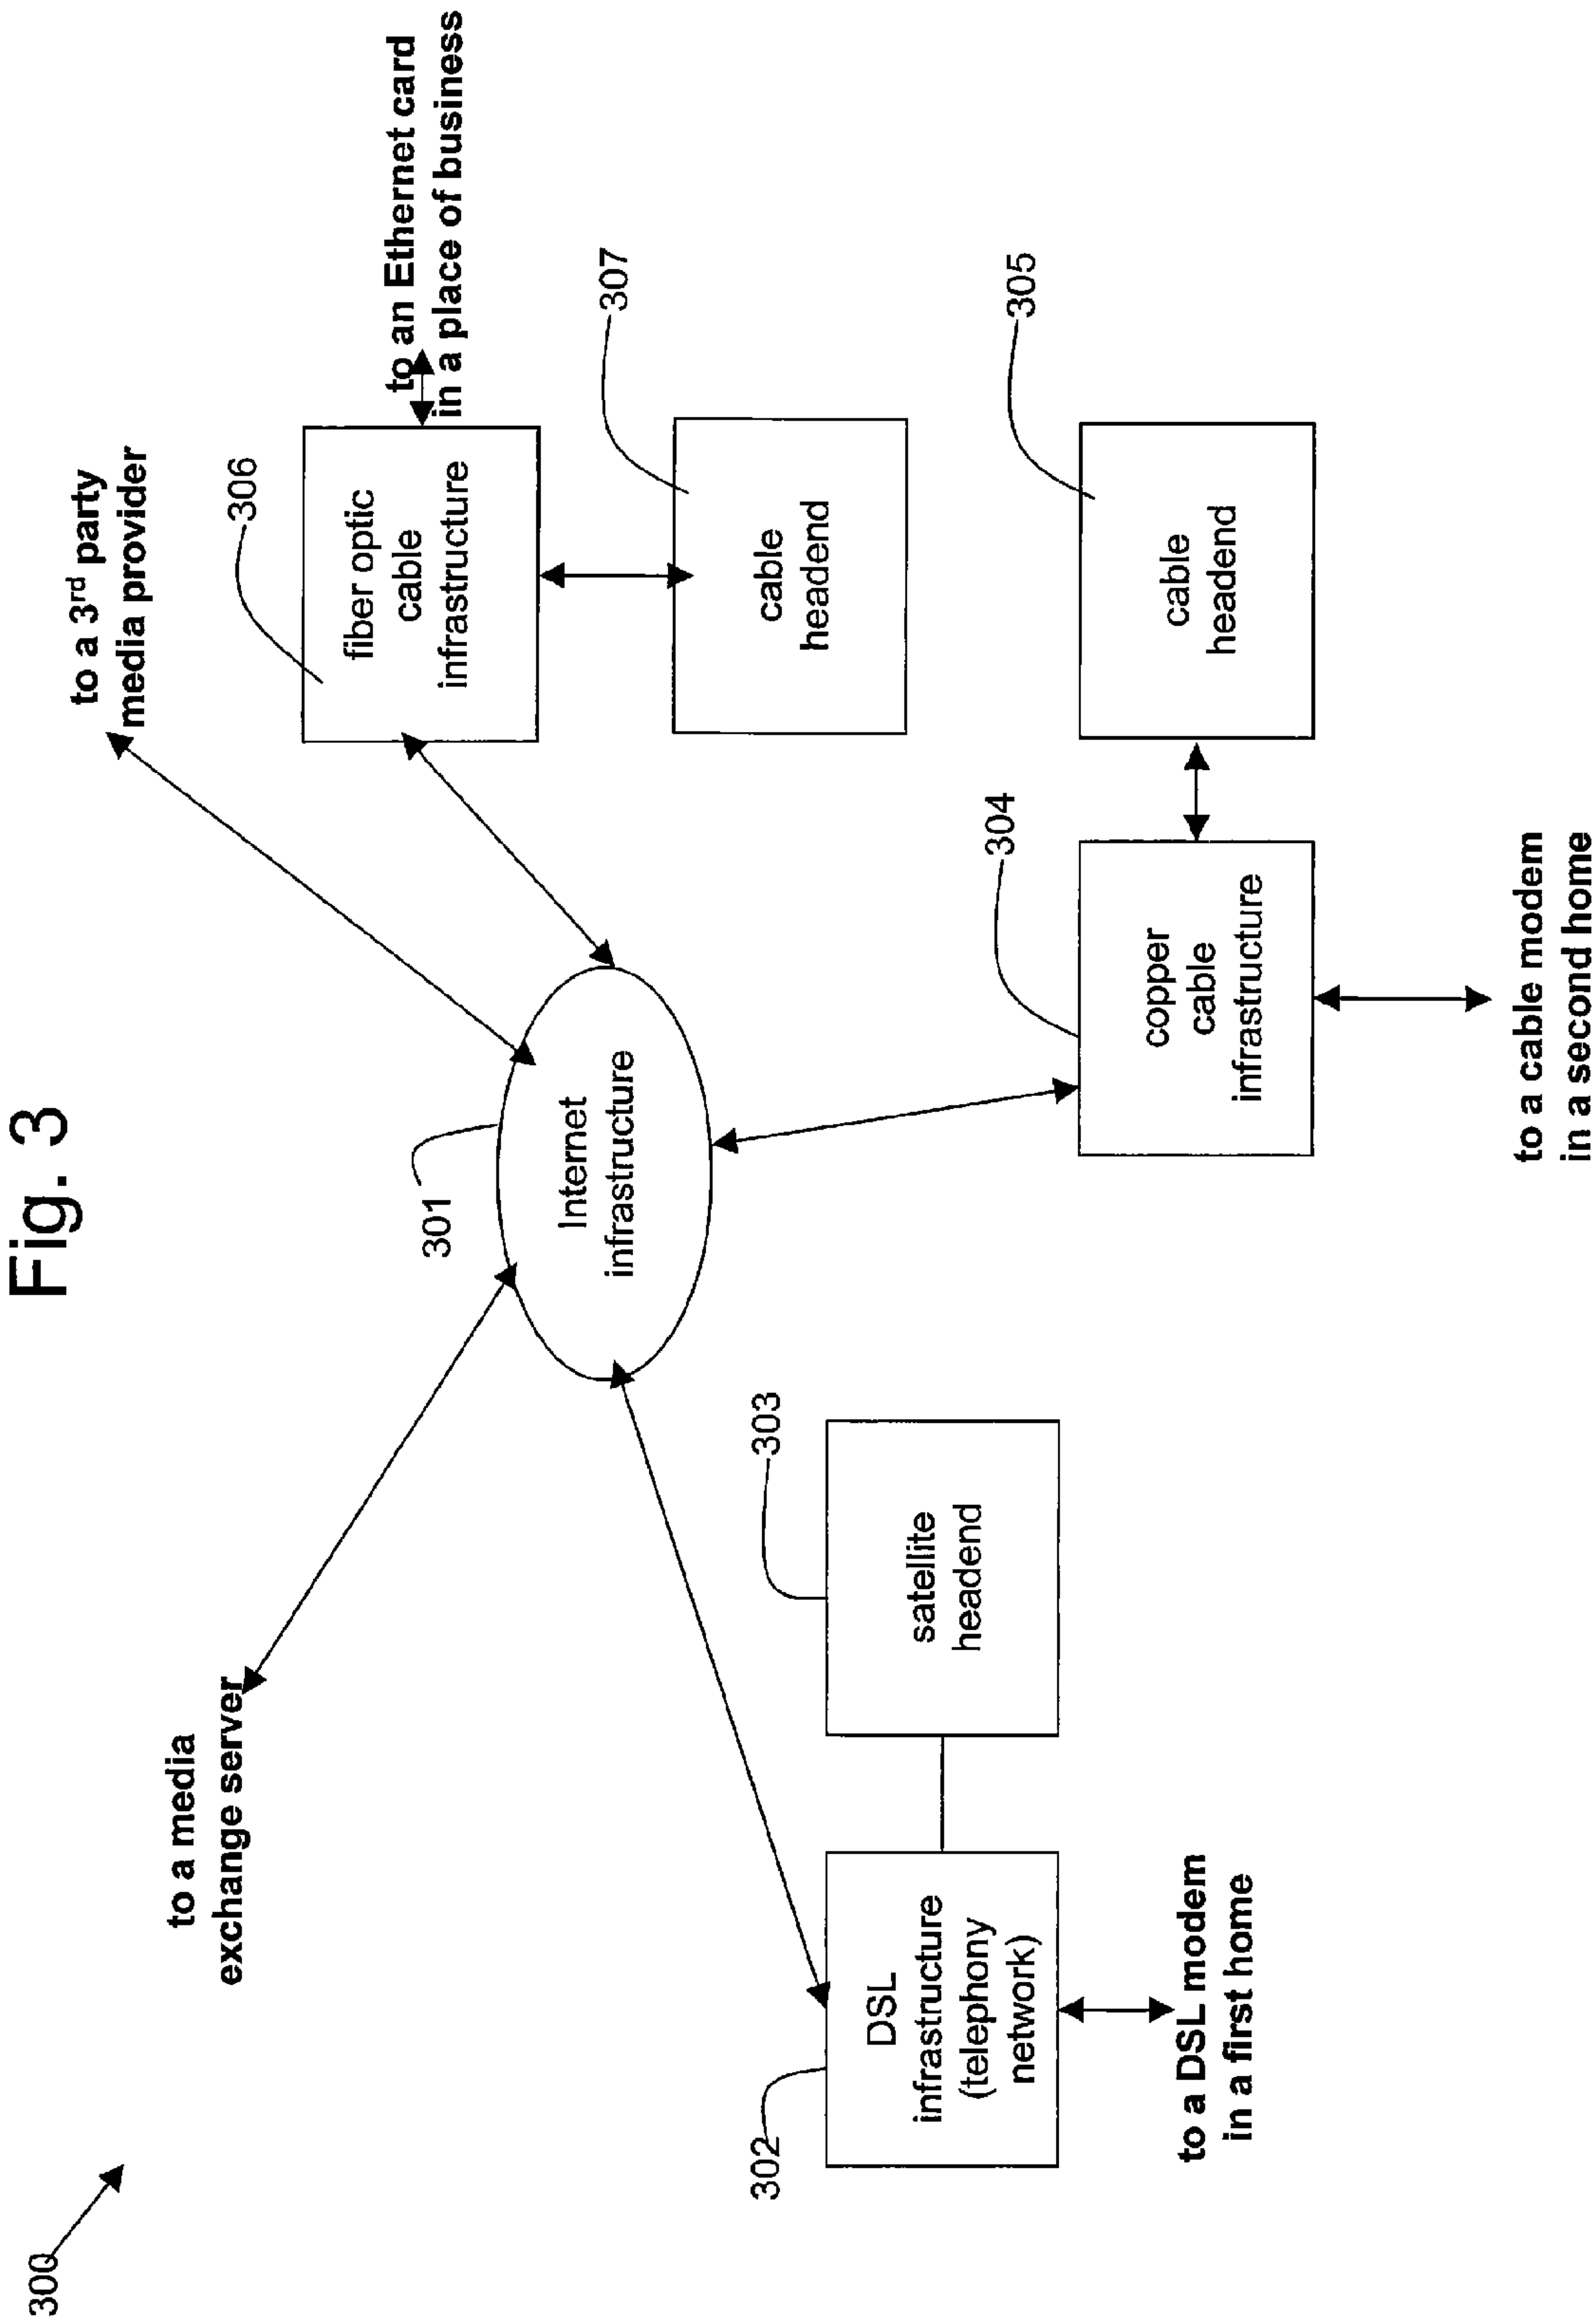 Fig. 3
300
to a media
exchange server
to a 3rd party
media provider
301
Internet
infrastructure
306
fiber optic
cable
infrastructure
to an Ethernet card
in a place of business
307
cable
headend
302
DSL
infrastructure
(telephony
network)
303
satellite
headend
304
copper
cable
infrastructure
305
cable
headend
to a DSL modem
in a first home
to a cable modem
in a second home